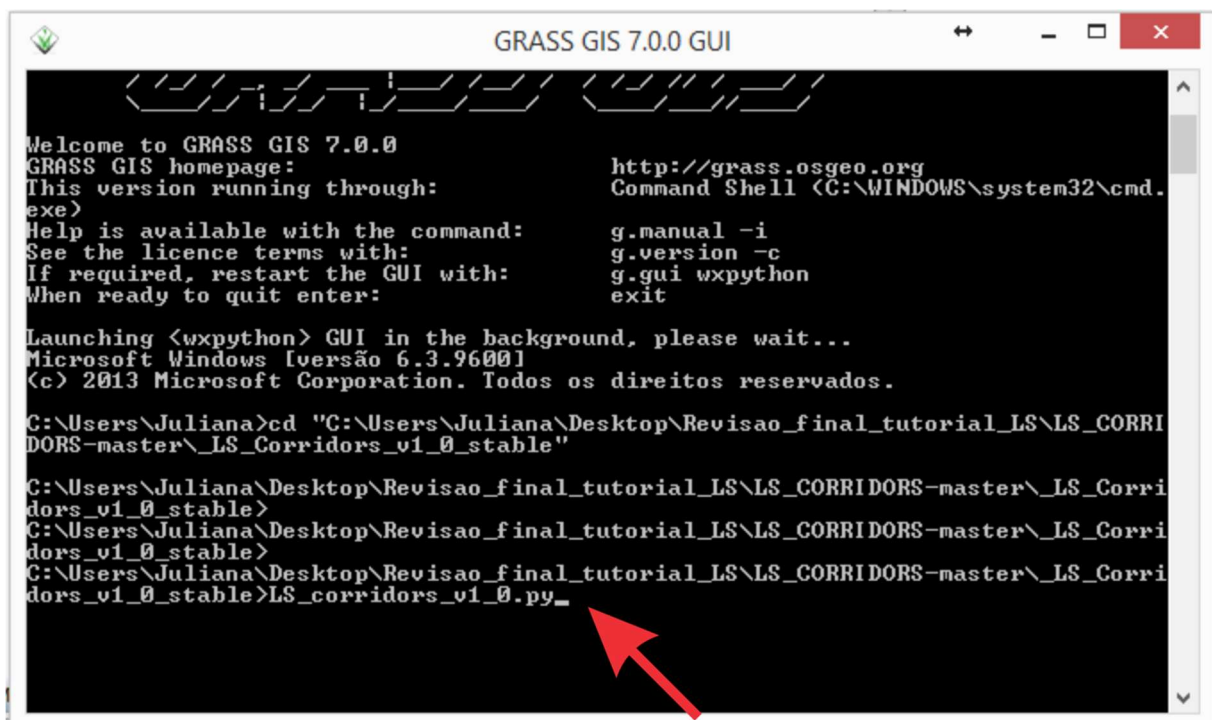 GRASS GIS 7.0.0 GUI
Welcome to GRASS GIS 7.0.0
GRASS GIS homepage: http://grass.osgeo.org
This version running through: Command Shell (C:\WINDOWS\system32\cmd.
exe)
Help is available with the command: g.manual -i
See the licence terms with: g.version -c
If required, restart the GUI with: g.gui wxpython
When ready to quit enter: exit
Launching <wxpython> GUI in the background, please wait...
Microsoft Windows [versão 6.3.9600]
(c) 2013 Microsoft Corporation. Todos os direitos reservados.
C:\Users\Juliana>cd "C:\Users\Juliana\Desktop\Revisao_final_tutorial_LS\LS_CORRI
DORS-master\_LS_Corridors_v1_0_stable"
C:\Users\Juliana\Desktop\Revisao_final_tutorial_LS\LS_CORRIDORS-master\_LS_Corri
dors_v1_0_stable>
C:\Users\Juliana\Desktop\Revisao_final_tutorial_LS\LS_CORRIDORS-master\_LS_Corri
dors_v1_0_stable>
C:\Users\Juliana\Desktop\Revisao_final_tutorial_LS\LS_CORRIDORS-master\_LS_Corri
dors_v1_0_stable>LS_corridors_v1_0.py_